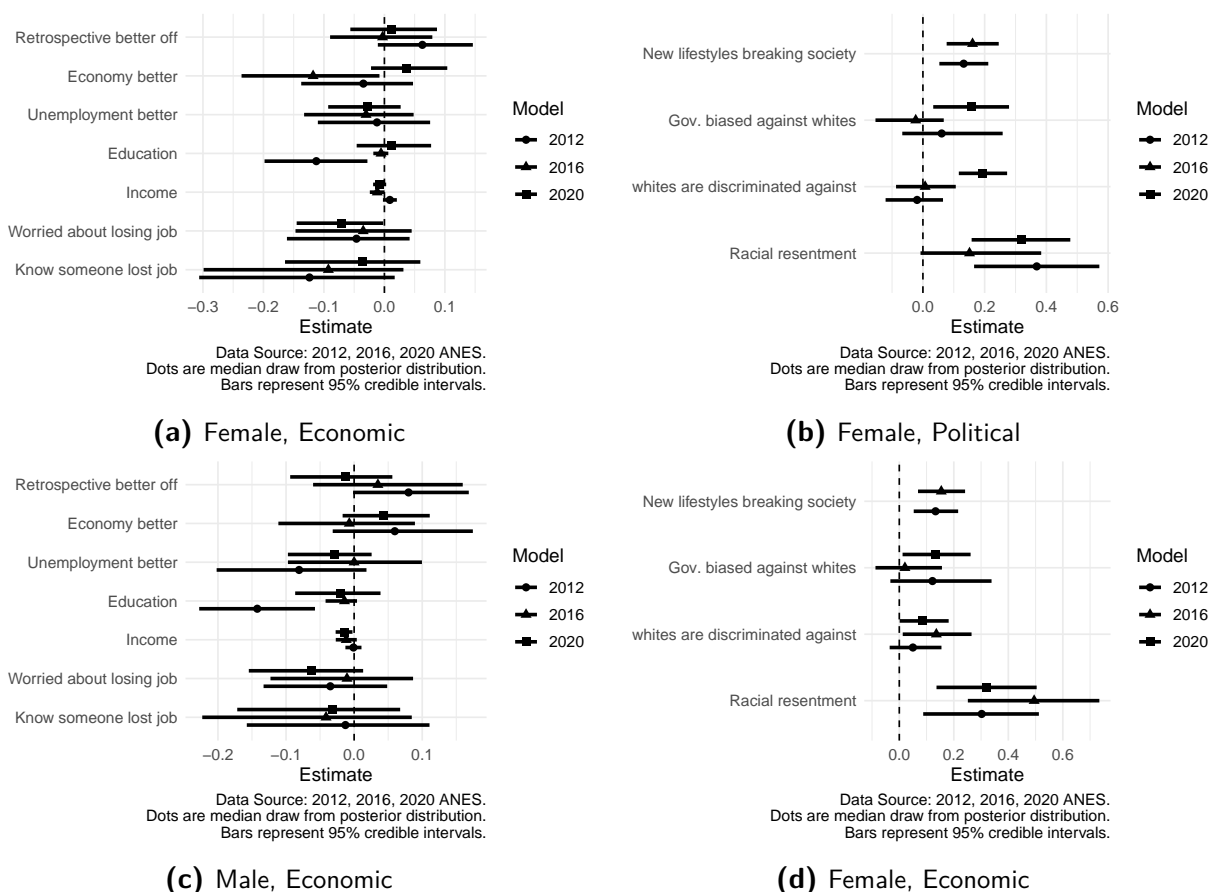 Retrospective better off
Economy better
Unemployment better
Education
Income
Worried about losing job
Know someone lost job
−0.3 −0.2 −0.1 0.0 0.1
Estimate
Model
2012
2016
2020
Data Source: 2012, 2016, 2020 ANES.
Dots are median draw from posterior distribution.
Bars represent 95% credible intervals.
(a) Female, Economic
New lifestyles breaking society
Gov. biased against whites
whites are discriminated against
Racial resentment
0.0 0.2 0.4 0.6
Estimate
Model
2012
2016
2020
Data Source: 2012, 2016, 2020 ANES.
Dots are median draw from posterior distribution.
Bars represent 95% credible intervals.
(b) Female, Political
Retrospective better off
Economy better
Unemployment better
Education
Income
Worried about losing job
Know someone lost job
−0.2 −0.1 0.0 0.1
Estimate
Model
2012
2016
2020
Data Source: 2012, 2016, 2020 ANES.
Dots are median draw from posterior distribution.
Bars represent 95% credible intervals.
(c) Male, Economic
New lifestyles breaking society
Gov. biased against whites
whites are discriminated against
Racial resentment
0.0 0.2 0.4 0.6
Estimate
Model
2012
2016
2020
Data Source: 2012, 2016, 2020 ANES.
Dots are median draw from posterior distribution.
Bars represent 95% credible intervals.
(d) Female, Economic